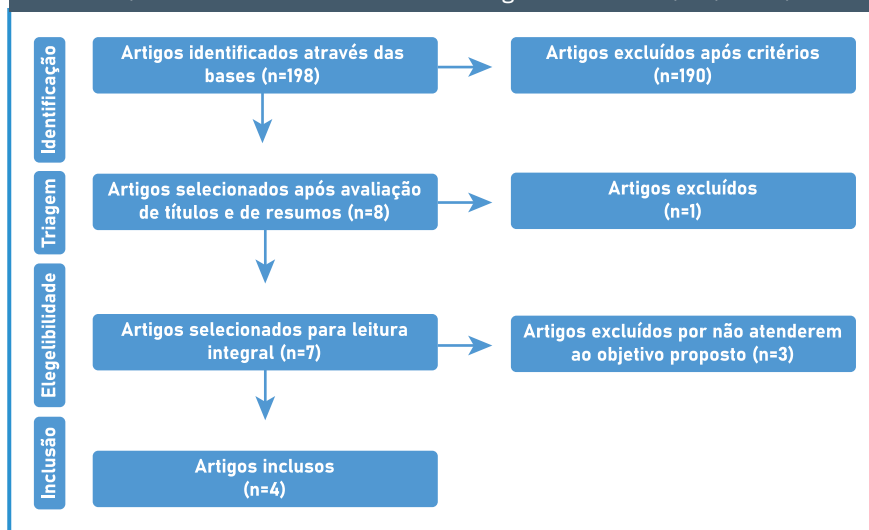 Identificação
Artigos identificados através das
bases (n=198)
Artigos excluídos após critérios
(n=190)
Triagem
Artigos selecionados após avaliação
de títulos e de resumos (n=8)
Artigos excluídos
(n=1)
Elegelibilidade
Artigos selecionados para leitura
integral (n=7)
Artigos excluídos por não atenderem
ao objetivo proposto (n=3)
Inclusão
Artigos inclusos
(n=4)